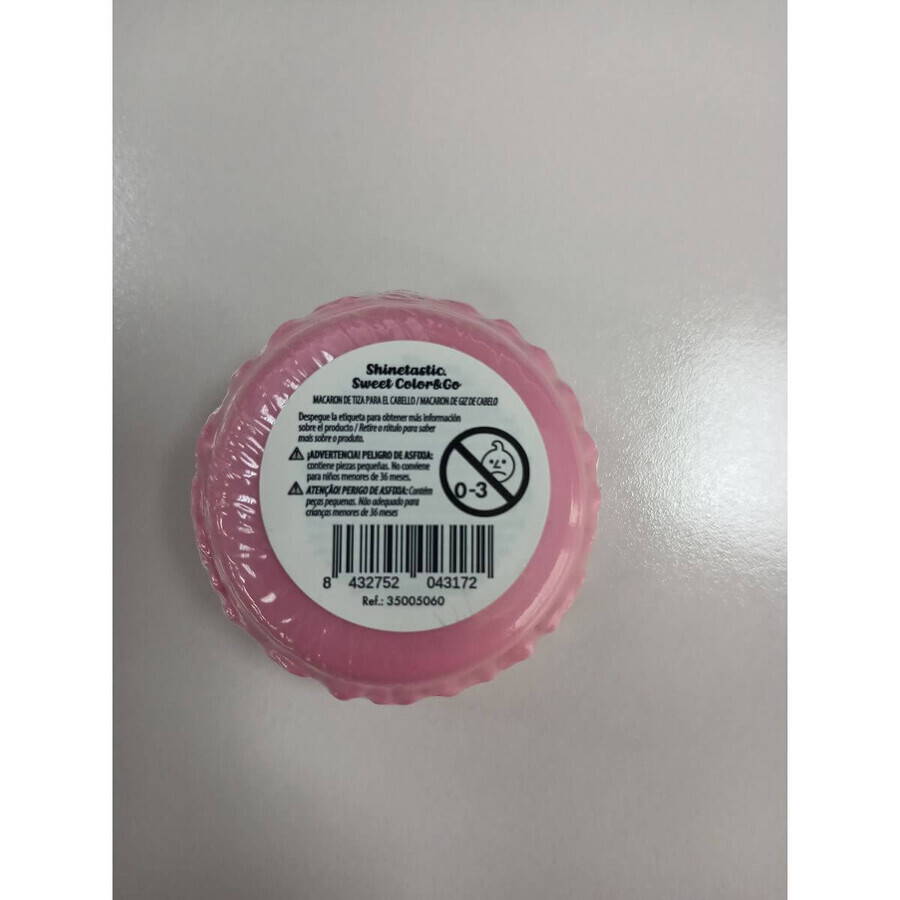 Shinetastic.
Sweet Color&Go
MACARON DE TIZA PARA EL CABELLO / MACARON DE GIZ DE CABELO
Despegue la etiqueta para obtener más información
sobre el producto / Retire o rótulo para saber
mais sobre o produto.
¡ADVERTENCIA! PELIGRO DE ASFIXIA:
contiene piezas pequeñas. No conviene
para niños menores de 36 meses.
ATENÇÃO! PERIGO DE ASFIXIA: Contém
peças pequenas. Não adequado para
crianças menores de 36 meses
0-3
8 432752 043172
Ref.: 35005060